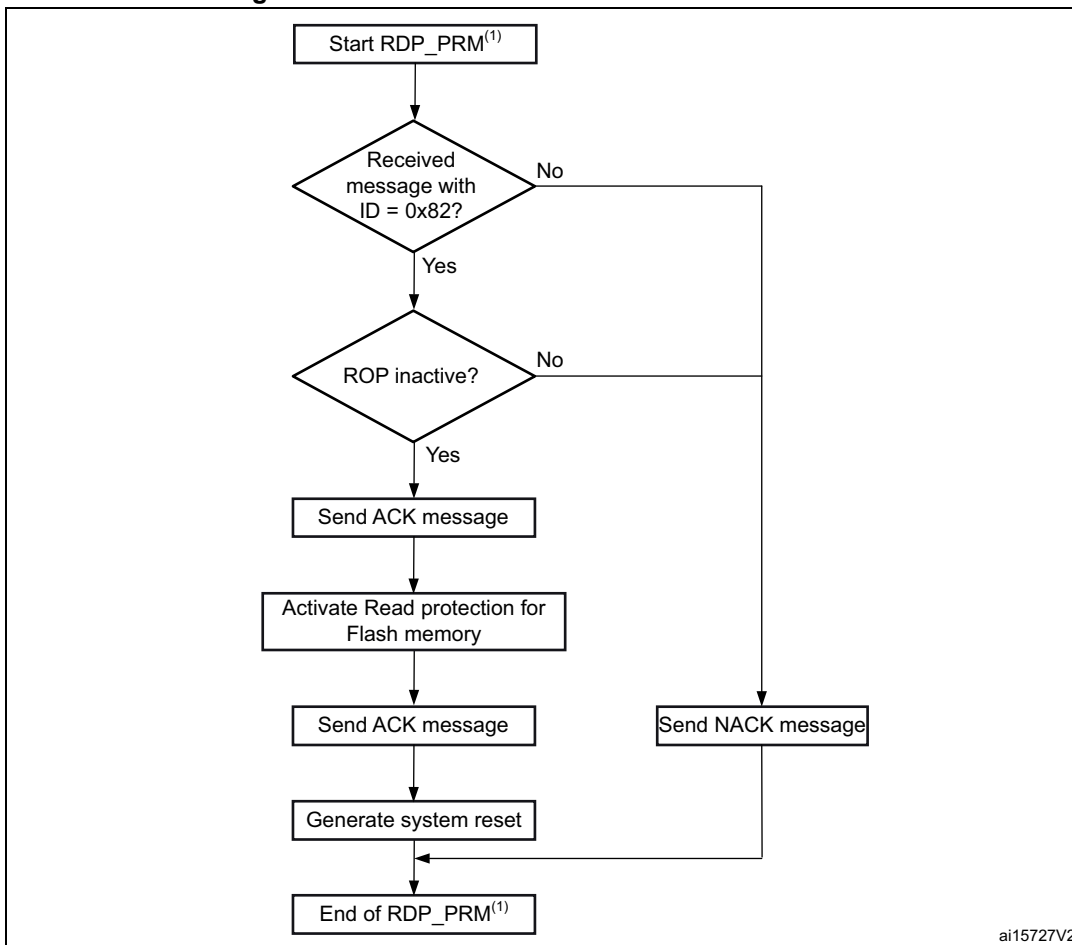 Start RDP_PRM(1)
Received
message with
ID = 0x82?
No
Yes
ROP inactive?
No
Yes
Send ACK message
Activate Read protection for
Flash memory
Send ACK message
Send NACK message
Generate system reset
End of RDP_PRM(1)
ai15727V2